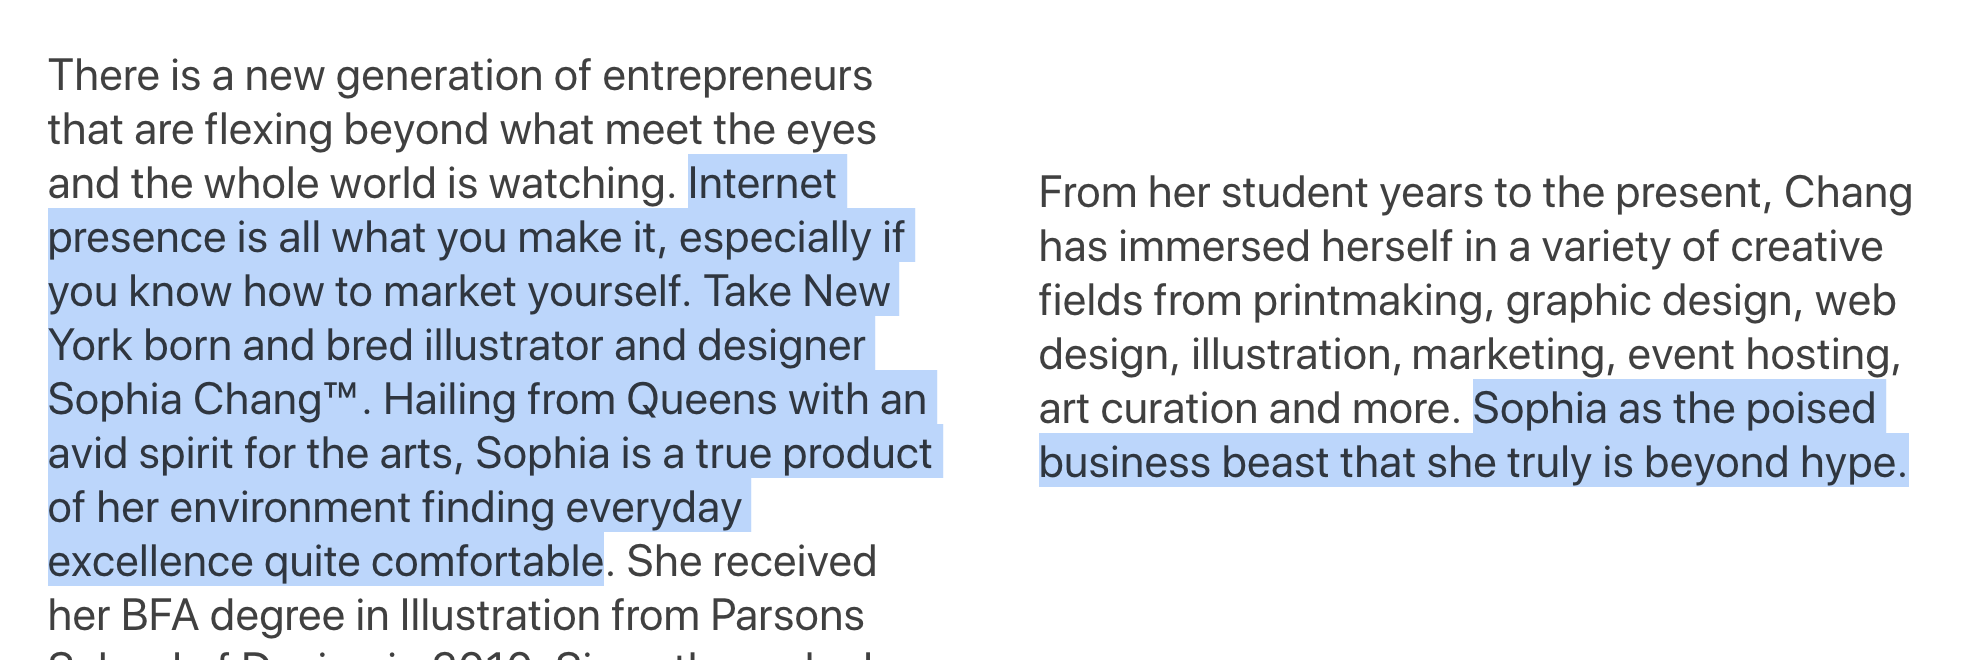 There is a new generation of entrepreneurs
that are flexing beyond what meet the eyes
and the whole world is watching. Internet
presence is all what you make it, especially if
you know how to market yourself. Take New
York born and bred illustrator and designer
Sophia Chang™. Hailing from Queens with an
avid spirit for the arts, Sophia is a true product
of her environment finding everyday
excellence quite comfortable. She received
her BFA degree in Illustration from Parsons
From her student years to the present, Chang
has immersed herself in a variety of creative
fields from printmaking, graphic design, web
design, illustration, marketing, event hosting,
art curation and more. Sophia as the poised
business beast that she truly is beyond hype.